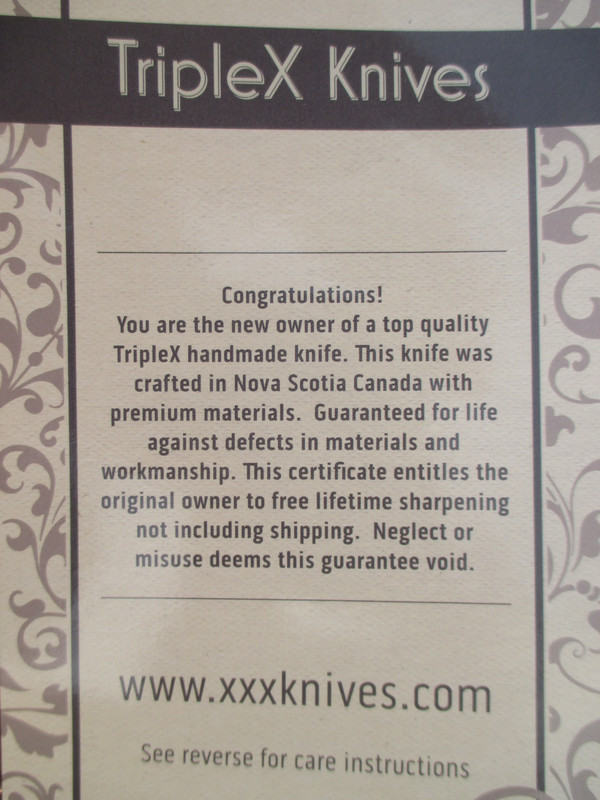 TripleX Knives
Congratulations!
You are the new owner of a top quality
TripleX handmade knife. This knife was
crafted in Nova Scotia Canada with
premium materials. Guaranteed for life
against defects in materials and
workmanship. This certificate entitles the
original owner to free lifetime sharpening
not including shipping. Neglect or
misuse deems this guarantee void.
www.xxxknives.com
See reverse for care instructions